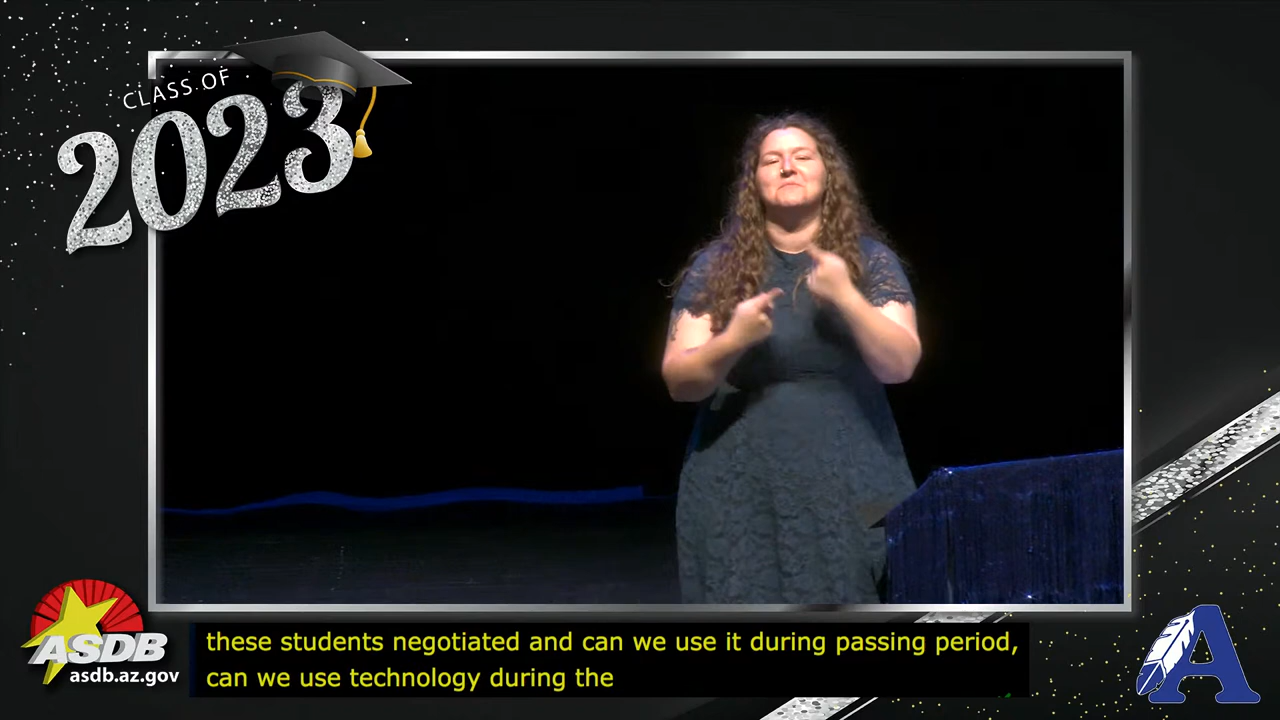 CLASS OF
2023
ASDB
asdb.az.gov
these students negotiated and can we use it during passing period,
can we use technology during the
A